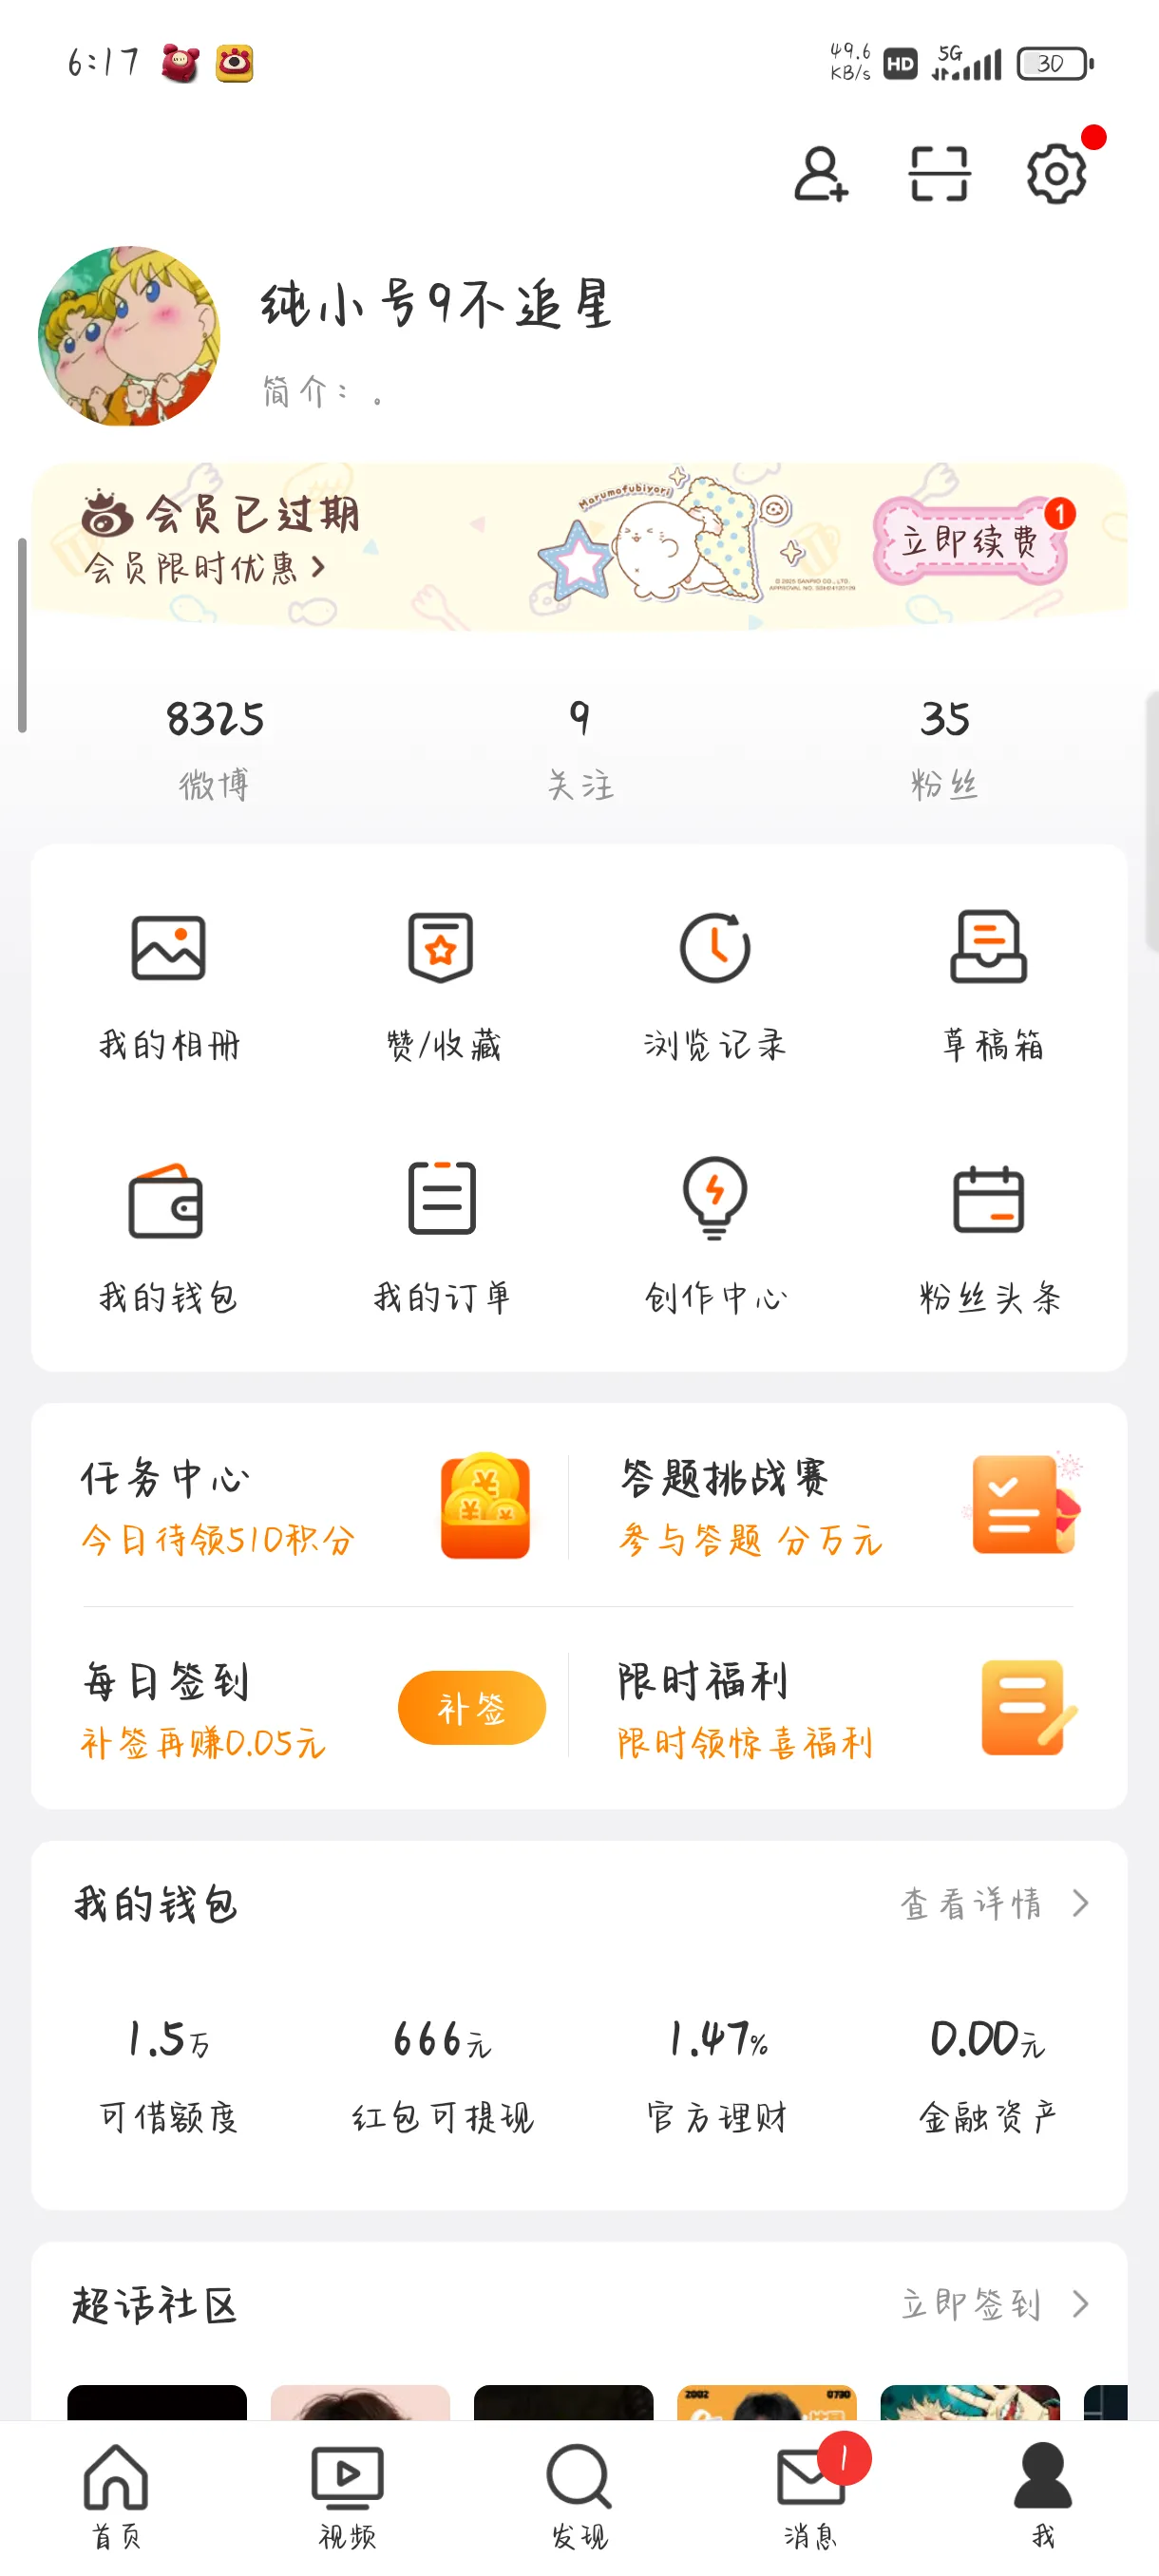 6:17
49.6
KB/s
HD
5G
30
纯小号9不追星
简介：。
会员已过期
会员限时优惠
Marumofubiyori
立即续费
1
8325
微博
9
关注
35
粉丝
我的相册
赞/收藏
浏览记录
草稿箱
我的钱包
我的订单
创作中心
粉丝头条
任务中心
今日待领510积分
答题挑战赛
参与答题 分万元
每日签到
补签再赚0.05元
补签
限时福利
限时领惊喜福利
我的钱包
查看详情
1.5万
可借额度
666元
红包可提现
1.47%
官方理财
0.00元
金融资产
超话社区
立即签到
2002
0730
首页
视频
发现
消息
1
我